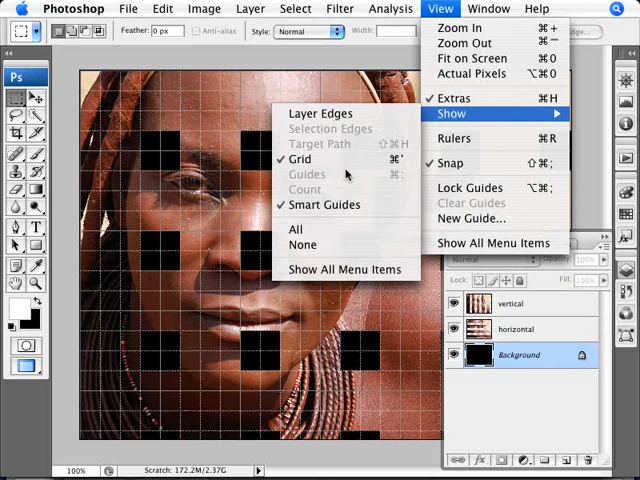 Photoshop File Edit Image Layer Select Filter Analysis View Window Help
Feather: 0 px Anti-alias Style: Normal Width:
Ps
Zoom In ⌘+
Zoom Out ⌘−
Fit on Screen ⌘0
Actual Pixels ⌥⌘0
✓ Extras ⌘H
Show
Rulers ⌘R
✓ Snap ⇧⌘;
Lock Guides ⌥⌘;
Clear Guides
New Guide...
Show All Menu Items
Layer Edges
Selection Edges
Target Path ⇧⌘H
✓ Grid ⌘'
Guides ⌘;
Count
✓ Smart Guides
All
None
Show All Menu Items
Normal Opacity: 100%
Lock: Fill: 100%
vertical
horizontal
Background
100% Scratch: 172.2M/2.37G